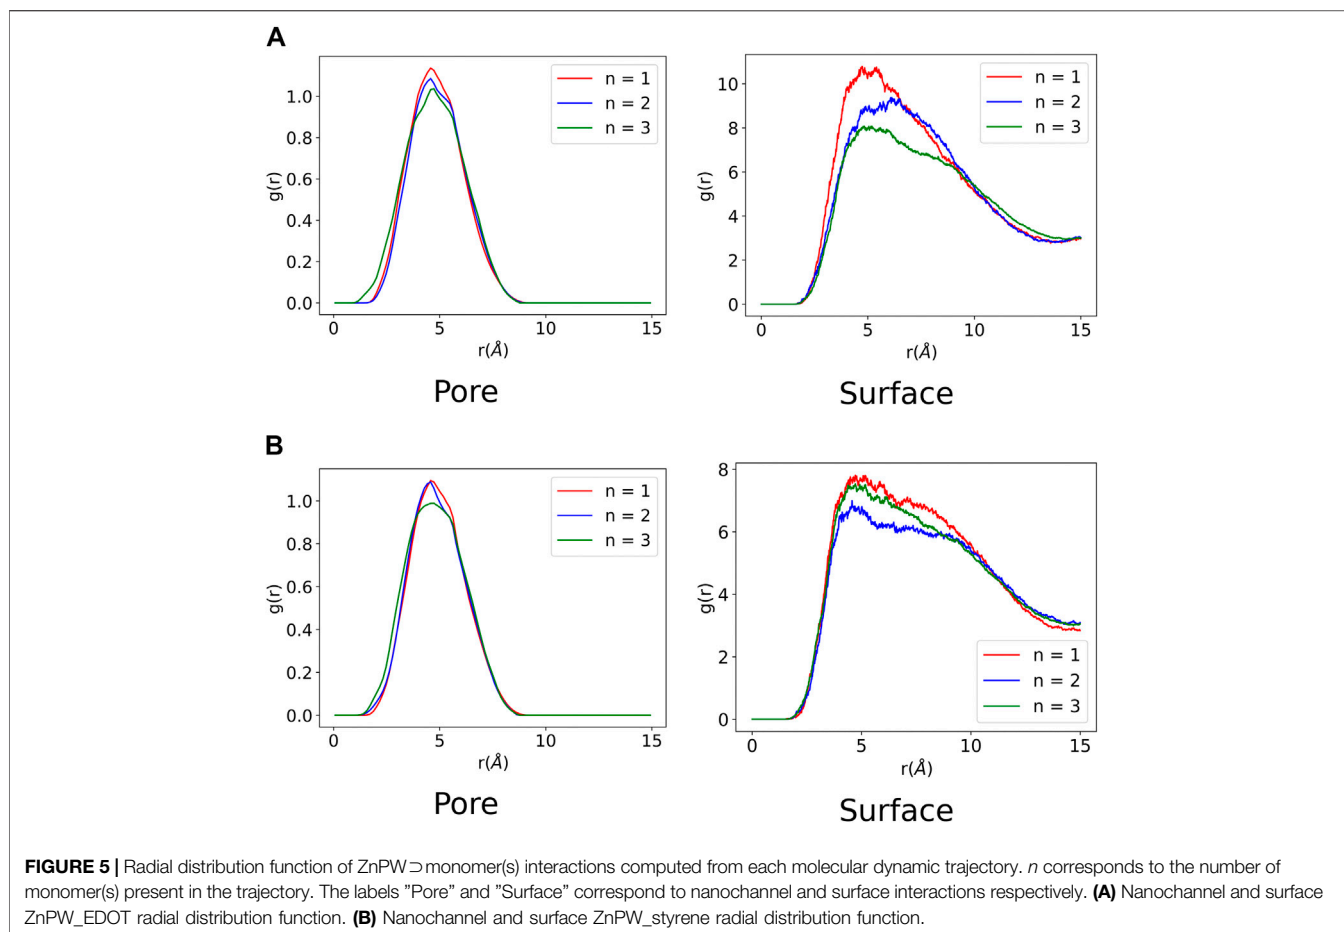 A
n = 1
n = 2
n = 3
1.0
0.8
0.6
0.4
0.2
0.0
g(r)
0 5 10 15
r(Å)
Pore
n = 1
n = 2
n = 3
10
8
6
4
2
0
g(r)
0 5 10 15
r(Å)
Surface
B
n = 1
n = 2
n = 3
1.0
0.8
0.6
0.4
0.2
0.0
g(r)
0 5 10 15
r(Å)
Pore
8
6
4
2
0
g(r)
n = 1
n = 2
n = 3
0 5 10 15
r(Å)
Surface
FIGURE 5 | Radial distribution function of ZnPW⊃monomer(s) interactions computed from each molecular dynamic trajectory. n corresponds to the number of
monomer(s) present in the trajectory. The labels ”Pore” and ”Surface” correspond to nanochannel and surface interactions respectively. (A) Nanochannel and surface
ZnPW_EDOT radial distribution function. (B) Nanochannel and surface ZnPW_styrene radial distribution function.